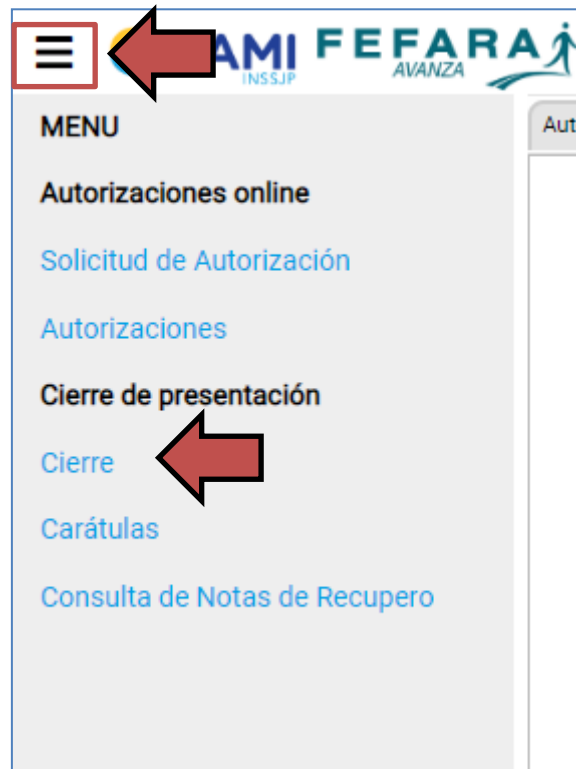 AMI FEFARA
INSSJP AVANZA
MENU
Aut
Autorizaciones online
Solicitud de Autorización
Autorizaciones
Cierre de presentación
Cierre
Carátulas
Consulta de Notas de Recupero